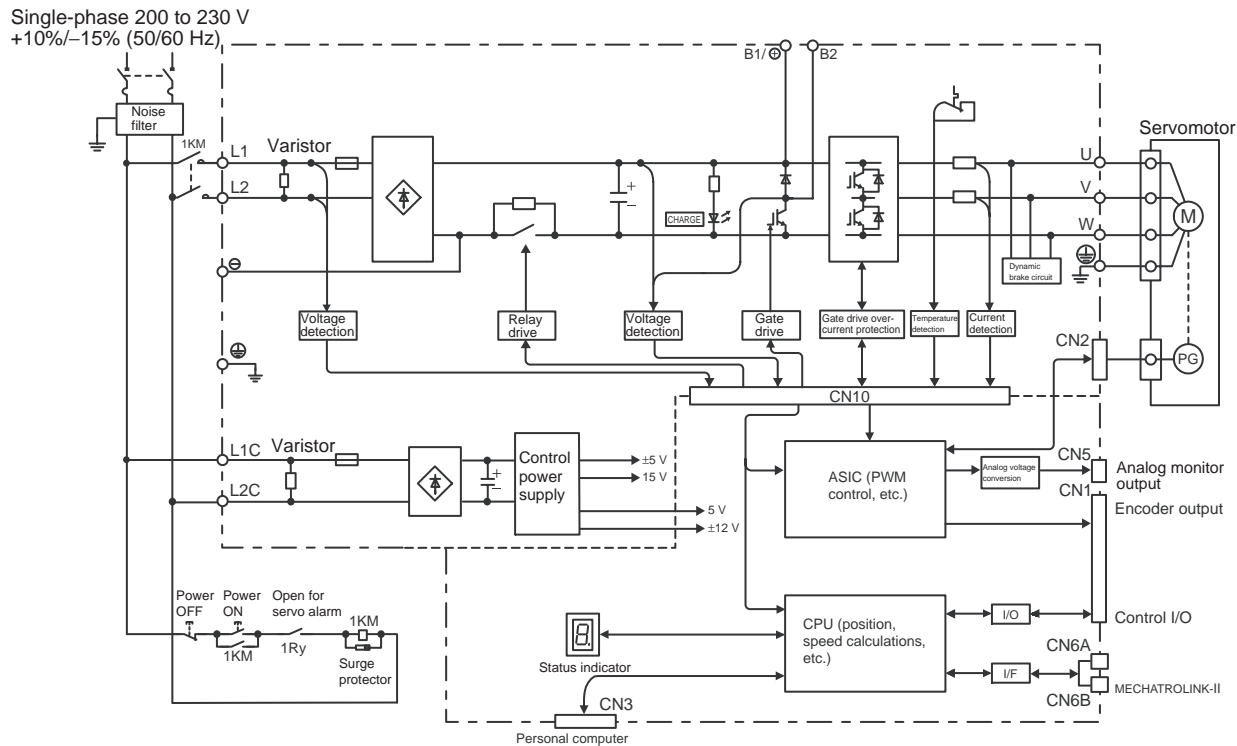 Single-phase 200 to 230 V
+10%/−15% (50/60 Hz)
B1/⊕
B2
Noise
filter
1KM
L1
Varistor
L2
CHARGE
+
−
U
V
W
Servomotor
M
Dynamic
brake circuit
⊖
Voltage
detection
Relay
drive
Voltage
detection
Gate
drive
Gate drive over-
current protection
Temperature
detection
Current
detection
CN2
PG
CN10
L1C
Varistor
L2C
+
−
Control
power
supply
±5 V
15 V
5 V
±12 V
ASIC (PWM
control, etc.)
Analog voltage
conversion
CN5
Analog monitor
output
CN1
Encoder output
Power
OFF
Power
ON
Open for
servo alarm
1KM
1KM
1Ry
Surge
protector
8.
Status indicator
CPU (position,
speed calculations,
etc.)
I/O
Control I/O
I/F
CN6A
CN6B
MECHATROLINK-II
CN3
Personal computer